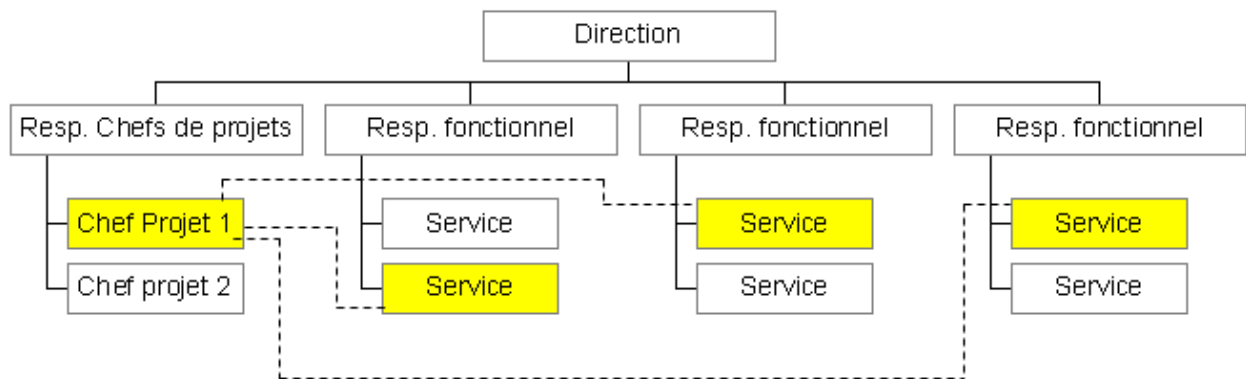 Direction
Resp. Chefs de projets
Resp. fonctionnel
Resp. fonctionnel
Resp. fonctionnel
Chef Projet 1
Service
Service
Service
Chef projet 2
Service
Service
Service